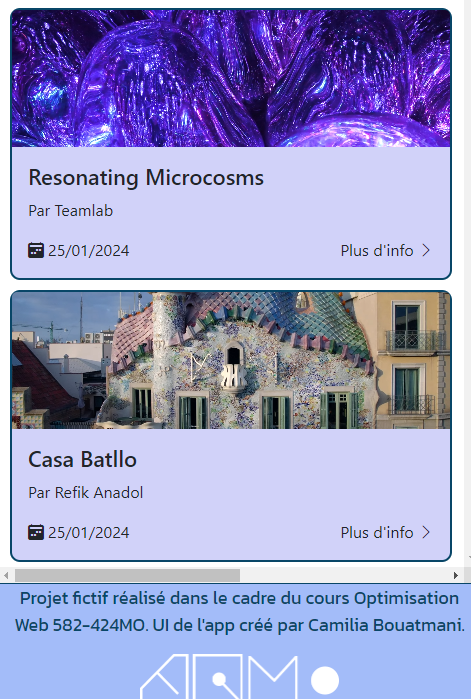 Resonating Microcosms
Par Teamlab
25/01/2024 Plus d'info
Casa Batllo
Par Refik Anadol
25/01/2024 Plus d'info
Projet fictif réalisé dans le cadre du cours Optimisation
Web 582-424MO. UI de l'app créé par Camilia Bouatmani.